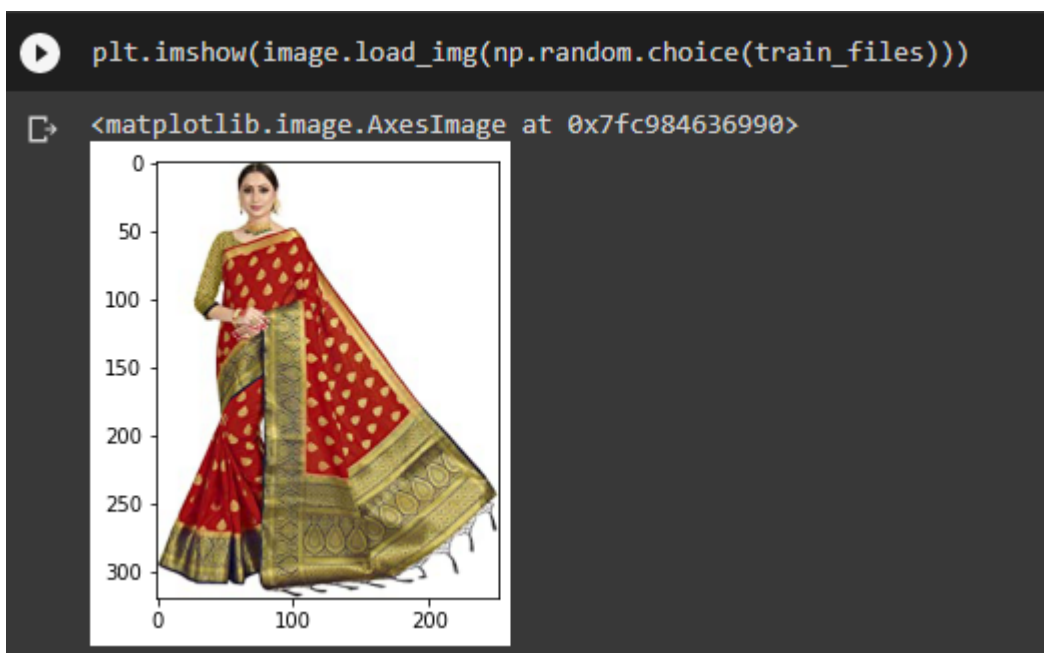 plt.imshow(image.load_img(np.random.choice(train_files)))
<matplotlib.image.AxesImage at 0x7fc984636990>
0
50
100
150
200
250
300
0 100 200